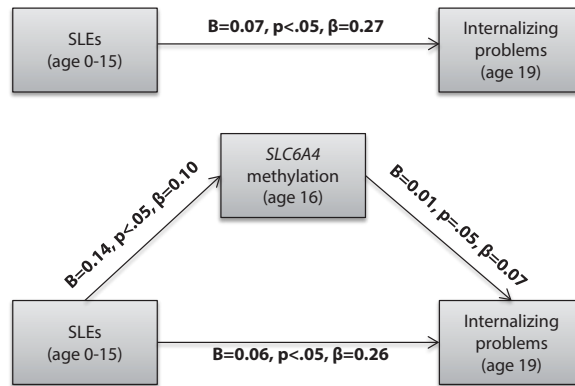 SLEs
(age 0-15)
B=0.07, p<.05, β=0.27
Internalizing
problems
(age 19)
SLC6A4
methylation
(age 16)
B=0.14, p<.05, β=0.10
B=0.01, p=.05, β=0.07
SLEs
(age 0-15)
B=0.06, p<.05, β=0.26
Internalizing
problems
(age 19)